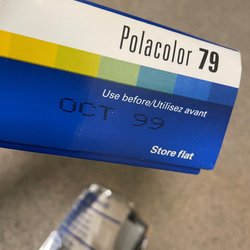 Polacolor 79
Use before/Utilisez avant
OCT 99
Store flat